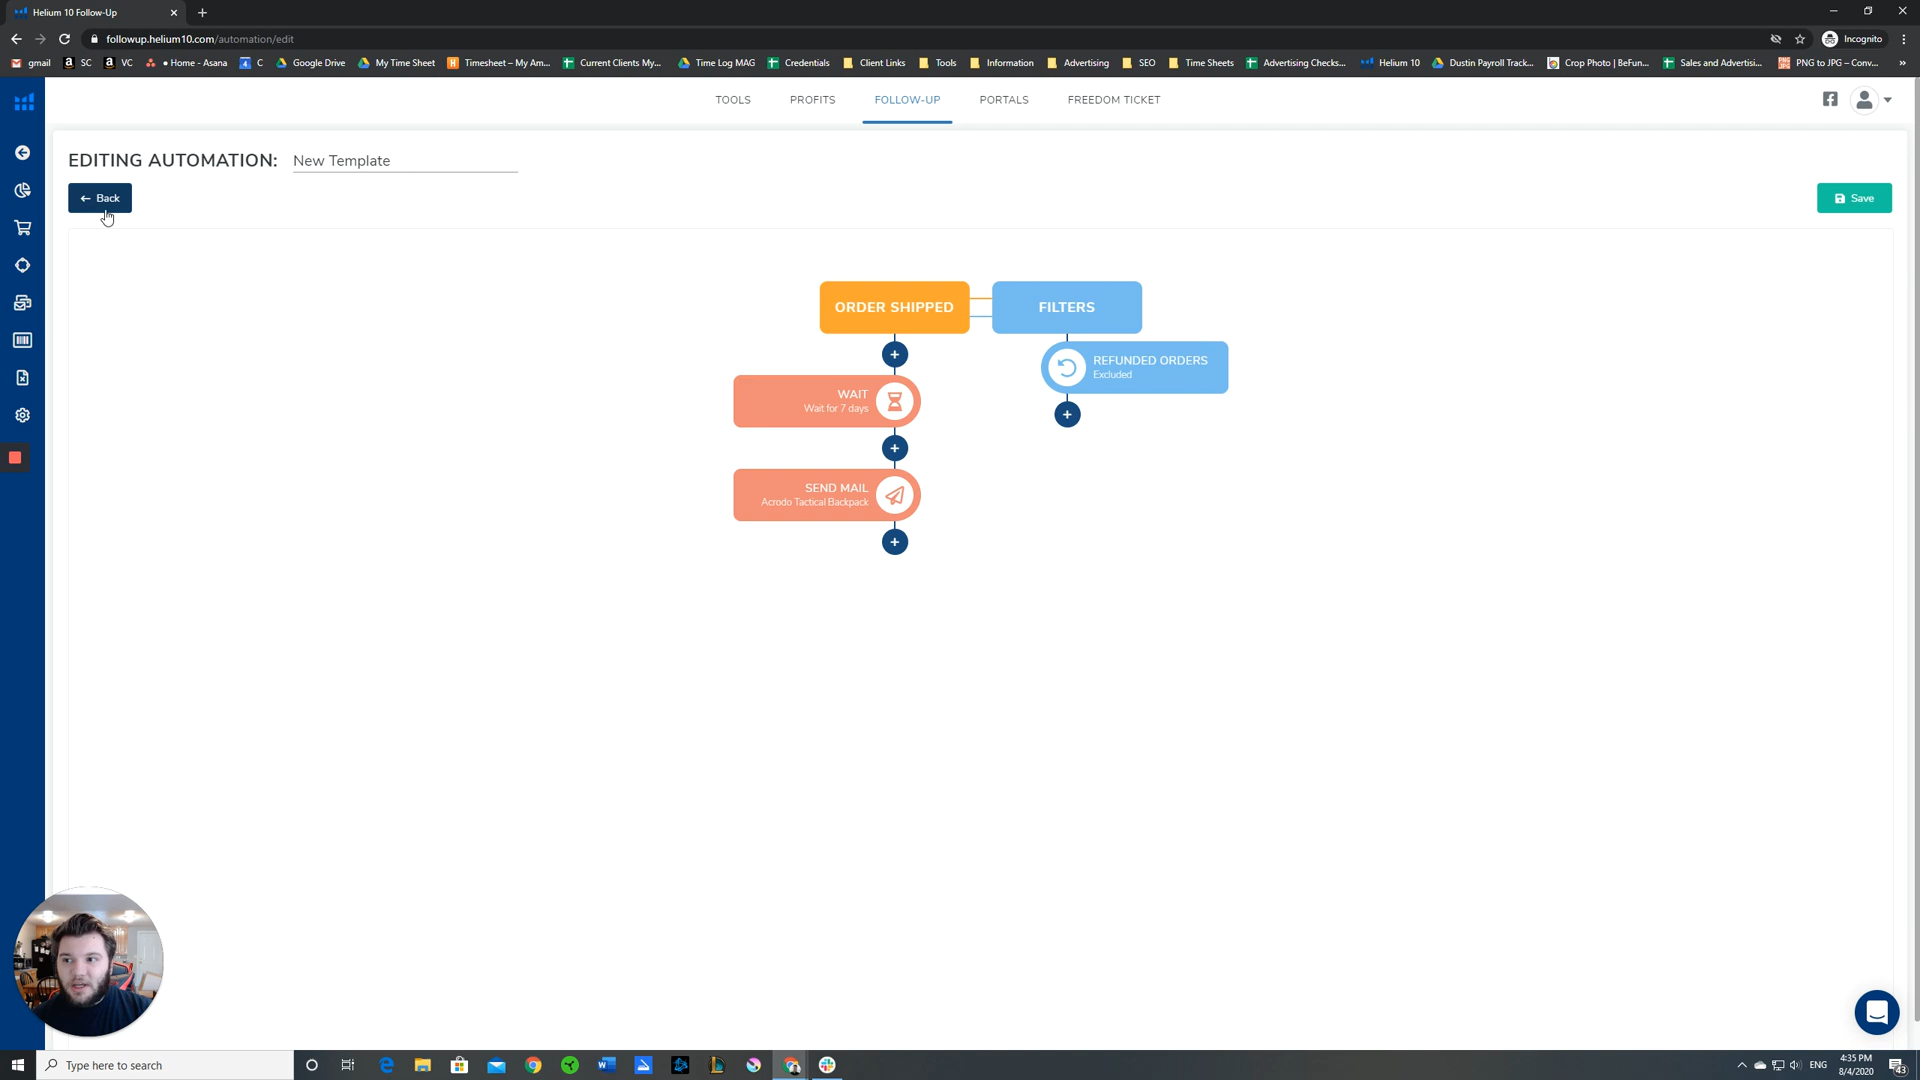 Helium 10 Follow-Up
followup.helium10.com/automation/edit
Incognito
gmail
SC
VC
• Home - Asana
C
Google Drive
My Time Sheet
Timesheet – My Am...
Current Clients My...
Time Log MAG
Credentials
Client Links
Tools
Information
Advertising
SEO
Time Sheets
Advertising Checks...
Helium 10
Dustin Payroll Track...
Crop Photo | BeFun...
Sales and Advertisi...
PNG to JPG – Conv...
»
TOOLS
PROFITS
FOLLOW-UP
PORTALS
FREEDOM TICKET
EDITING AUTOMATION: New Template
← Back
Save
ORDER SHIPPED
FILTERS
REFUNDED ORDERS
Excluded
WAIT
Wait for 7 days
SEND MAIL
Acrodo Tactical Backpack
Type here to search
ENG
4:35 PM
8/4/2020
43